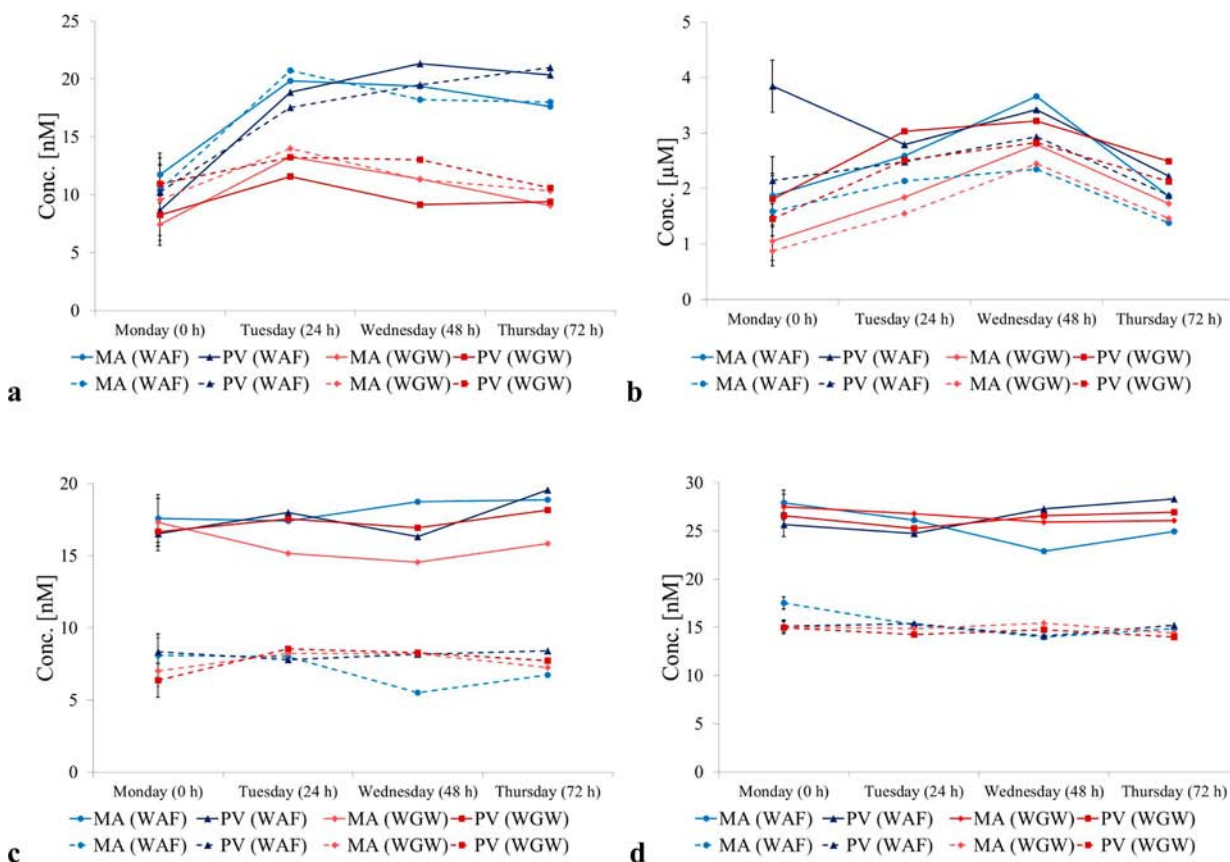 25
20
15
10
5
0
Conc. [nM]
Monday (0 h) Tuesday (24 h) Wednesday (48 h) Thursday (72 h)
MA (WAF) PV (WAF) MA (WGW) PV (WGW)
MA (WAF) PV (WAF) MA (WGW) PV (WGW)
a
5
4
3
2
1
0
Conc. [µM]
Monday (0 h) Tuesday (24 h) Wednesday (48 h) Thursday (72 h)
MA (WAF) PV (WAF) MA (WGW) PV (WGW)
MA (WAF) PV (WAF) MA (WGW) PV (WGW)
b
20
15
10
5
0
Conc. [nM]
Monday (0 h) Tuesday (24 h) Wednesday (48 h) Thursday (72 h)
MA (WAF) PV (WAF) MA (WGW) PV (WGW)
MA (WAF) PV (WAF) MA (WGW) PV (WGW)
c
30
25
20
15
10
5
0
Conc. [nM]
Monday (0 h) Tuesday (24 h) Wednesday (48 h) Thursday (72 h)
MA (WAF) PV (WAF) MA (WGW) PV (WGW)
MA (WAF) PV (WAF) MA (WGW) PV (WGW)
d